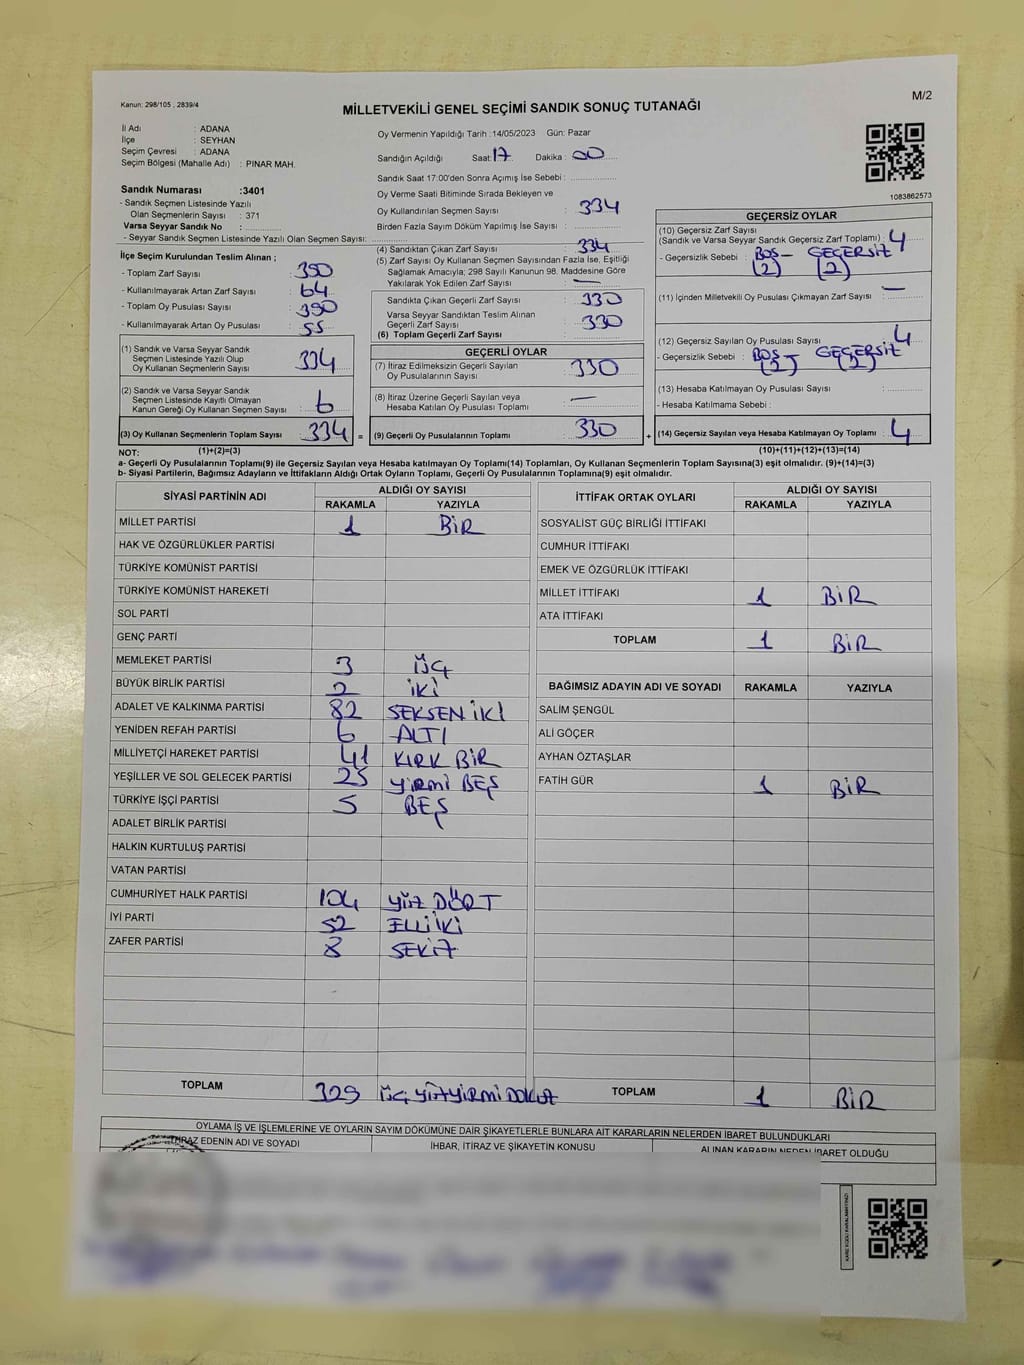 Kanun: 298/105 , 2839/4
M/2
MİLLETVEKİLİ GENEL SEÇİMİ SANDIK SONUÇ TUTANAĞI
İl Adı : ADANA
İlçe : SEYHAN
Seçim Çevresi : ADANA
Seçim Bölgesi (Mahalle Adı) : PINAR MAH.
Sandık Numarası :3401
- Sandık Seçmen Listesinde Yazılı
Olan Seçmenlerin Sayısı : 371
Varsa Seyyar Sandık No :
- Seyyar Sandık Seçmen Listesinde Yazılı Olan Seçmen Sayısı:
Oy Vermenin Yapıldığı Tarih :14/05/2023 Gün: Pazar
Sandığın Açıldığı Saat: 17 Dakika : 00
Sandık Saat 17:00'den Sonra Açımış İse Sebebi :
Oy Verme Saati Bitiminde Sırada Bekleyen ve
Oy Kullandırılan Seçmen Sayısı : 334
Birden Fazla Sayım Döküm Yapılmış İse Sayısı :
1083862573
İlçe Seçim Kurulundan Teslim Alınan ;
- Toplam Zarf Sayısı : 390
- Kullanılmayarak Artan Zarf Sayısı : 64
- Toplam Oy Pusulası Sayısı : 390
- Kullanılmayarak Artan Oy Pusulası : 55
(4) Sandıktan Çıkan Zarf Sayısı : 334
(5) Zarf Sayısı Oy Kullanan Seçmen Sayısından Fazla İse, Eşitliği
Sağlamak Amacıyla; 298 Sayılı Kanunun 98. Maddesine Göre
Yakılarak Yok Edilen Zarf Sayısı : —
Sandıkta Çıkan Geçerli Zarf Sayısı : 330
Varsa Seyyar Sandıktan Teslim Alınan
Geçerli Zarf Sayısı : 330
(6) Toplam Geçerli Zarf Sayısı
GEÇERSİZ OYLAR
(10) Geçersiz Zarf Sayısı
(Sandık ve Varsa Seyyar Sandık Geçersiz Zarf Toplamı) : 4
- Geçersizlik Sebebi : BOŞ — GEÇERSİZ
(2) (2)
(11) İçinden Milletvekili Oy Pusulası Çıkmayan Zarf Sayısı : —
(12) Geçersiz Oy Pusulası Sayısı : 4
- Geçersizlik Sebebi : BOŞ GEÇERSİZ
(2) (2)
(13) Hesaba Katılmayan Oy Pusulası Sayısı :
- Hesaba Katılmama Sebebi :
(1) Sandık ve Varsa Seyyar Sandık
Seçmen Listesinde Yazılı Olup
Oy Kullanan Seçmenlerin Sayısı : 334
(2) Sandık ve Varsa Seyyar Sandık
Seçmen Listesinde Kayıtlı Olmayan
Kanun Gereği Oy Kullanan Seçmen Sayısı : 6
(3) Oy Kullanan Seçmenlerin Toplam Sayısı : 334 =
GEÇERLİ OYLAR
(7) İtiraz Edilmeksizin Geçerli Sayılan
Oy Pusulalarının Sayısı : 330
(8) İtiraz Üzerine Geçerli Sayılan veya
Hesaba Katılan Oy Pusulası Toplamı : —
(9) Geçerli Oy Pusulalarının Toplamı : 330 +
(14) Geçersiz Sayılan veya Hesaba Katılmayan Oy Toplamı : 4
NOT: (1)+(2)=(3) (10)+(11)+(12)+(13)=(14)
a- Geçerli Oy Pusulalarının Toplamı(9) ile Geçersiz Sayılan veya Hesaba katılmayan Oy Toplamı(14) Toplamları, Oy Kullanan Seçmenlerin Toplam Sayısına(3) eşit olmalıdır. (9)+(14)=(3)
b- Siyasi Partilerin, Bağımsız Adayların ve İttifakların Aldığı Ortak Oyların Toplamı, Geçerli Oy Pusulalarının Toplamına(9) eşit olmalıdır.
SİYASİ PARTİNİN ADI ALDIĞI OY SAYISI
RAKAMLA YAZIYLA
MİLLET PARTİSİ 1 BİR
HAK VE ÖZGÜRLÜKLER PARTİSİ
TÜRKİYE KOMÜNİST PARTİSİ
TÜRKİYE KOMÜNİST HAREKETİ
SOL PARTİ
GENÇ PARTİ
MEMLEKET PARTİSİ 3 ÜÇ
BÜYÜK BİRLİK PARTİSİ 2 İKİ
ADALET VE KALKINMA PARTİSİ 82 SEKSEN İKİ
YENİDEN REFAH PARTİSİ 6 ALTI
MİLLİYETÇİ HAREKET PARTİSİ 41 KIRK BİR
YEŞİLLER VE SOL GELECEK PARTİSİ 25 yirmi BEŞ
TÜRKİYE İŞÇİ PARTİSİ 5 BEŞ
ADALET BİRLİK PARTİSİ
HALKIN KURTULUŞ PARTİSİ
VATAN PARTİSİ
CUMHURİYET HALK PARTİSİ 104 yüz DÖRT
İYİ PARTİ 52 ELLİ İKİ
ZAFER PARTİSİ 8 SEKİZ
TOPLAM 329 üç yüz yirmi DOKUZ
İTTİFAK ORTAK OYLARI ALDIĞI OY SAYISI
RAKAMLA YAZIYLA
SOSYALİST GÜÇ BİRLİĞİ İTTİFAKI
CUMHUR İTTİFAKI
EMEK VE ÖZGÜRLÜK İTTİFAKI
MİLLET İTTİFAKI 1 BİR
ATA İTTİFAKI
TOPLAM 1 BİR
BAĞIMSIZ ADAYIN ADI VE SOYADI RAKAMLA YAZIYLA
SALİM ŞENGÜL
ALİ GÖÇER
AYHAN ÖZTAŞLAR
FATİH GÜR 1 BİR
TOPLAM 1 BİR
OYLAMA İŞ VE İŞLEMLERİNE VE OYLARIN SAYIM DÖKÜMÜNE DAİR ŞİKAYETLERLE BUNLARA AİT KARARLARIN NELERDEN İBARET BULUNDUKLARI
İTİRAZ EDENİN ADI VE SOYADI İHBAR, İTİRAZ VE ŞİKAYETİN KONUSU ALINAN KARARIN NEDEN İBARET OLDUĞU